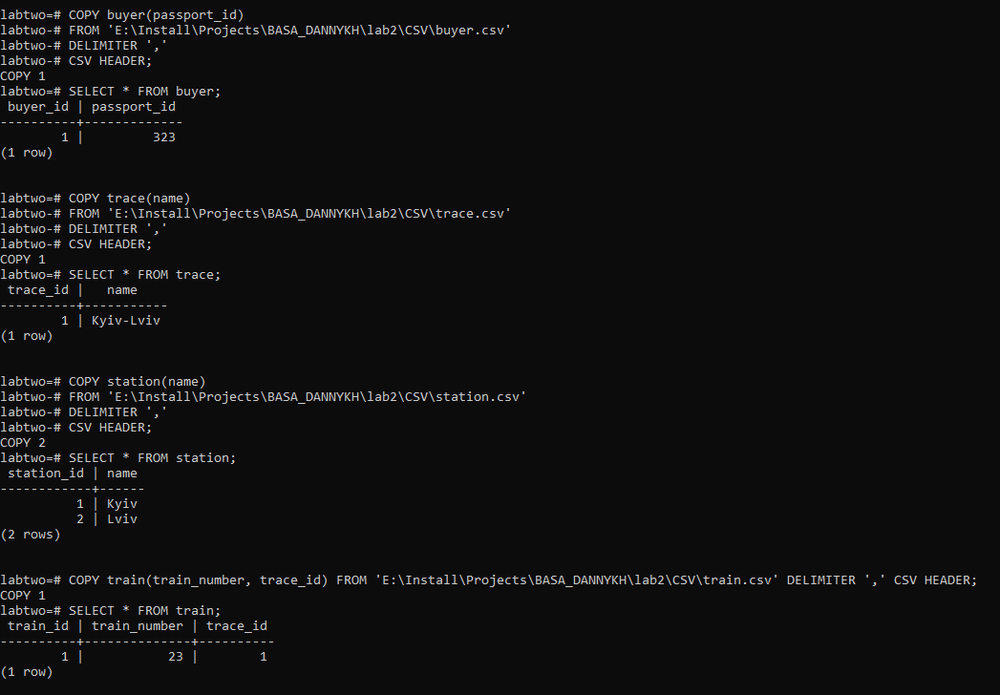 labtwo=# COPY buyer(passport_id)
labtwo-# FROM 'E:\Install\Projects\BASA_DANNYKH\lab2\CSV\buyer.csv'
labtwo-# DELIMITER ','
labtwo-# CSV HEADER;
COPY 1
labtwo=# SELECT * FROM buyer;
 buyer_id | passport_id
----------+-------------
        1 |         323
(1 row)

labtwo=# COPY trace(name)
labtwo-# FROM 'E:\Install\Projects\BASA_DANNYKH\lab2\CSV\trace.csv'
labtwo-# DELIMITER ','
labtwo-# CSV HEADER;
COPY 1
labtwo=# SELECT * FROM trace;
 trace_id |   name
----------+-----------
        1 | Kyiv-Lviv
(1 row)

labtwo=# COPY station(name)
labtwo-# FROM 'E:\Install\Projects\BASA_DANNYKH\lab2\CSV\station.csv'
labtwo-# DELIMITER ','
labtwo-# CSV HEADER;
COPY 2
labtwo=# SELECT * FROM station;
 station_id | name
------------+------
          1 | Kyiv
          2 | Lviv
(2 rows)

labtwo=# COPY train(train_number, trace_id) FROM 'E:\Install\Projects\BASA_DANNYKH\lab2\CSV\train.csv' DELIMITER ',' CSV HEADER;
COPY 1
labtwo=# SELECT * FROM train;
 train_id | train_number | trace_id
----------+--------------+----------
        1 |           23 |        1
(1 row)